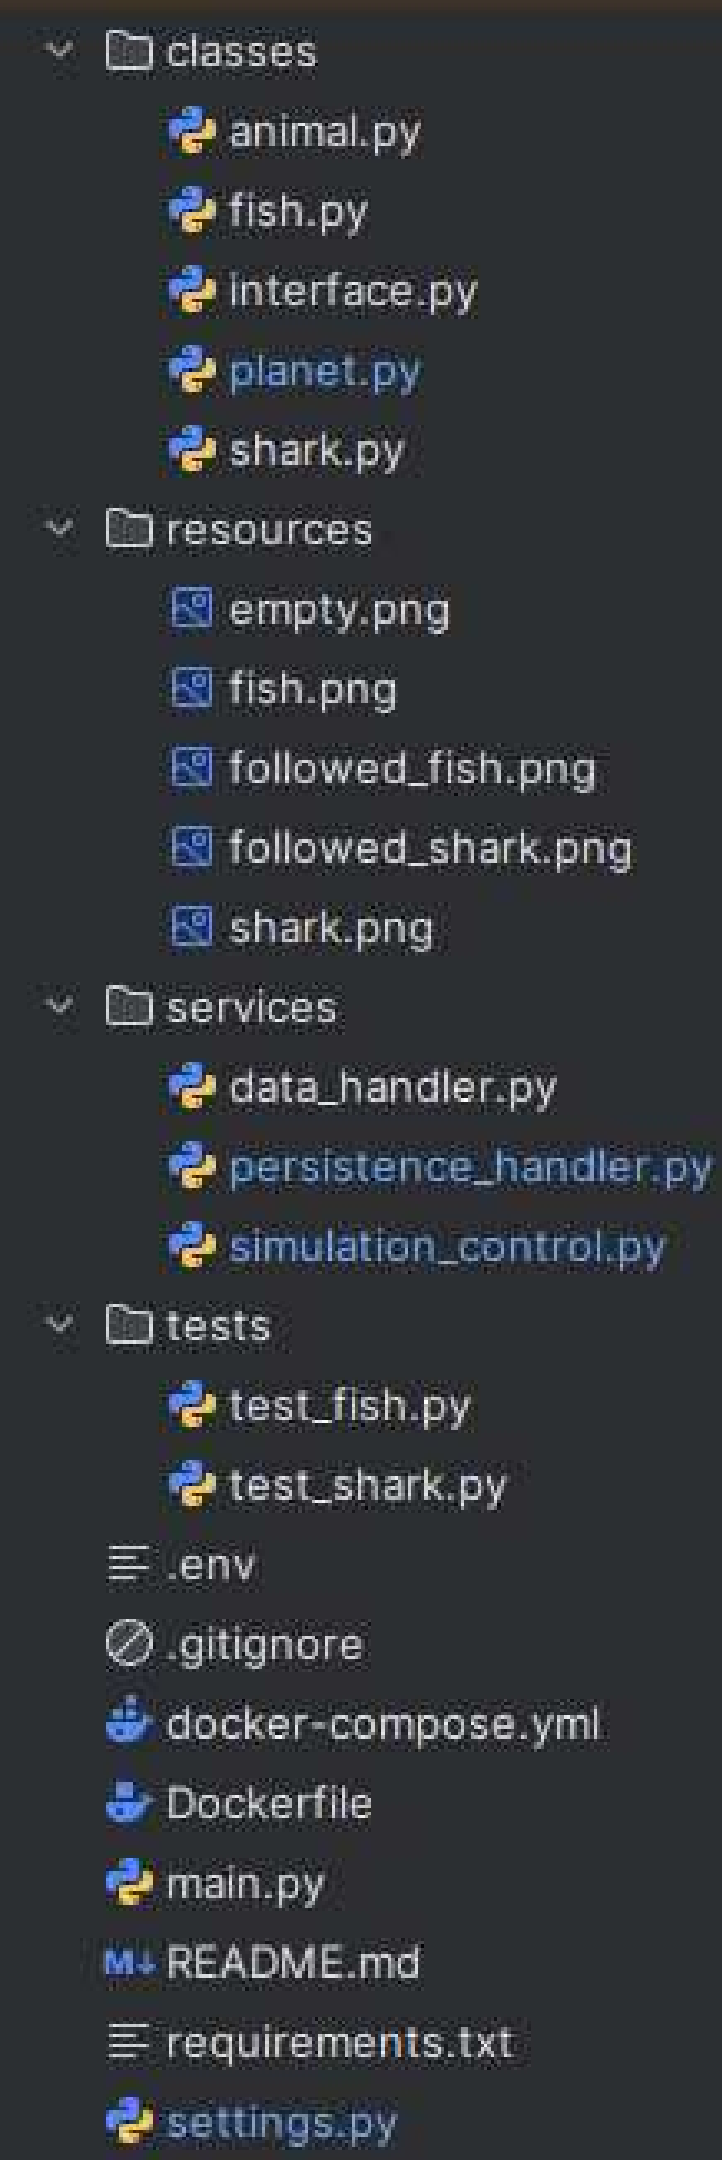 classes
animal.py
fish.py
interface.py
planet.py
shark.py
resources
empty.png
fish.png
followed_fish.png
followed_shark.png
shark.png
services
data_handler.py
persistence_handler.py
simulation_control.py
tests
test_fish.py
test_shark.py
.env
.gitignore
docker-compose.yml
Dockerfile
main.py
M↓ README.md
requirements.txt
settings.py